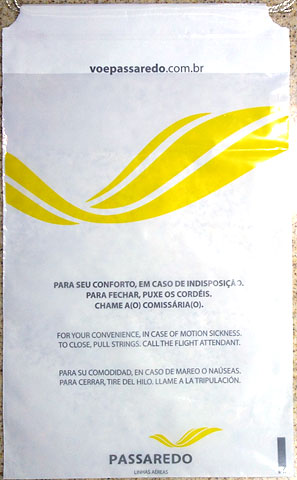 voepassaredo.com.br
PARA SEU CONFORTO, EM CASO DE INDISPOSIÇÃO.
PARA FECHAR, PUXE OS CORDÉIS.
CHAME A(O) COMISSÁRIA(O).
FOR YOUR CONVENIENCE, IN CASE OF MOTION SICKNESS.
TO CLOSE, PULL STRINGS. CALL THE FLIGHT ATTENDANT.
PARA SU COMODIDAD, EN CASO DE MAREO O NAÚSEAS.
PARA CERRAR, TIRE DEL HILO. LLAME A LA TRIPULACIÓN.
PASSAREDO
LINHAS AÉREAS